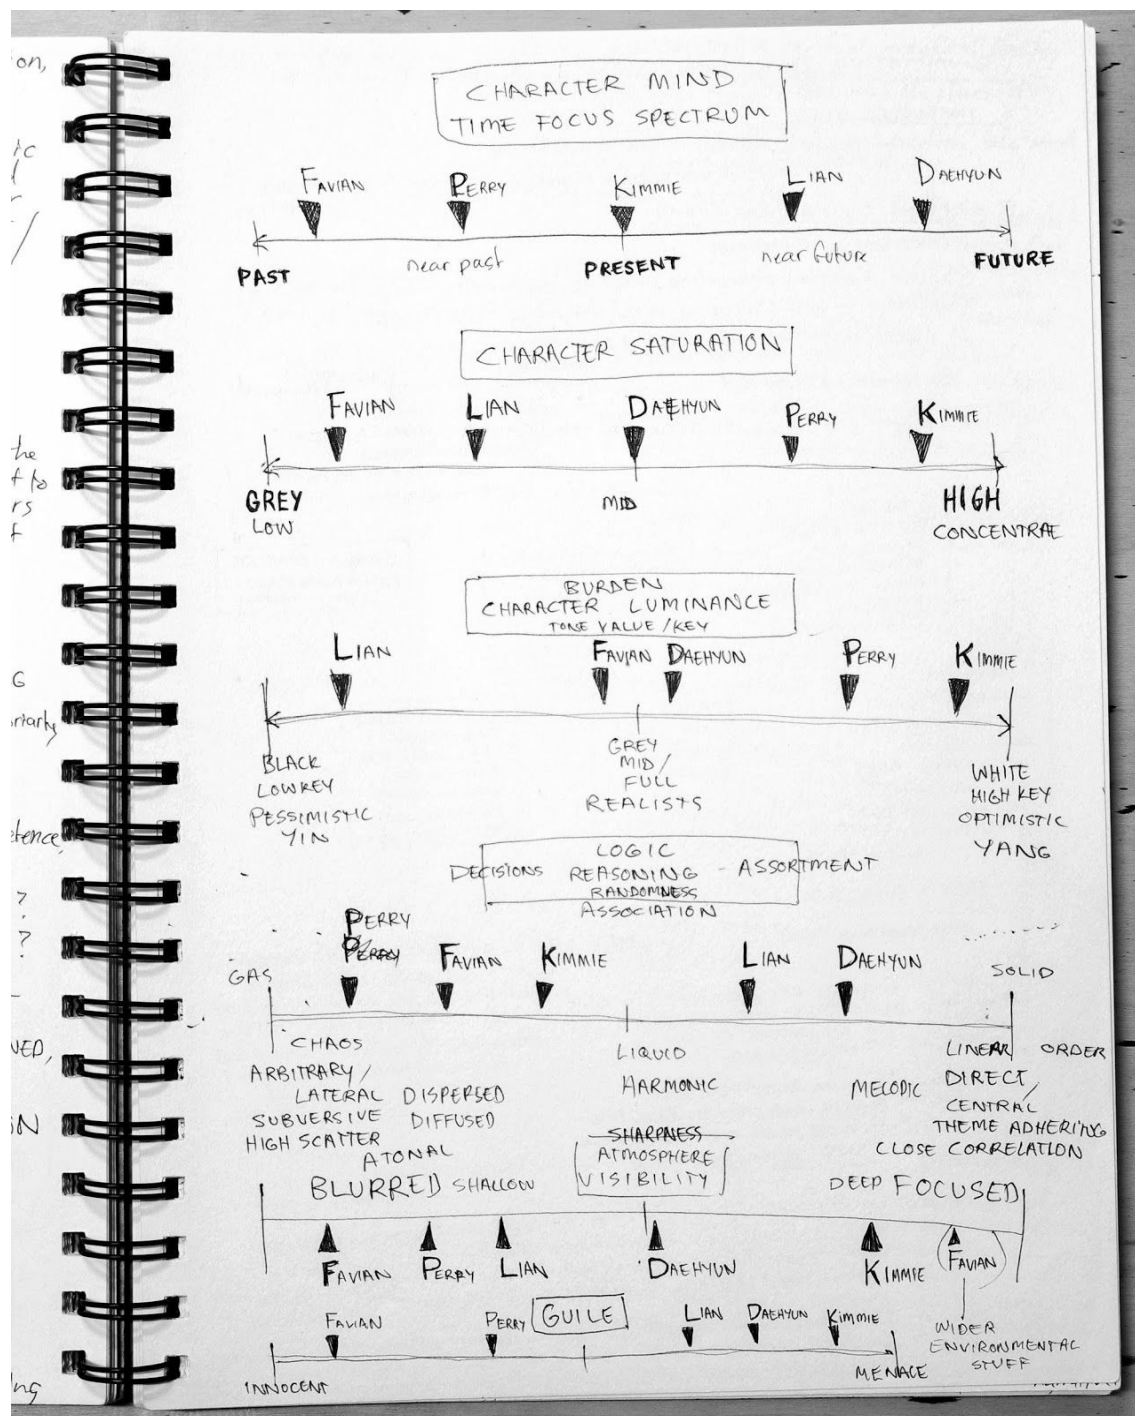 on,
CHARACTER MIND
TIME FOCUS SPECTRUM
FAVIAN PERRY KIMMIE LIAN DAEHYUN
near past near future
PAST PRESENT FUTURE
CHARACTER SATURATION
FAVIAN LIAN DAEHYUN PERRY KIMMIE
GREY MID HIGH
LOW CONCENTRAE
BURDEN
CHARACTER LUMINANCE
TONE VALUE/KEY
LIAN FAVIAN DAEHYUN PERRY KIMMIE
BLACK
LOWKEY
PESSIMISTIC
YIN
GREY
MID/
FULL
REALISTS
WHITE
HIGH KEY
OPTIMISTIC
YANG
LOGIC
DECISIONS REASONING - ASSORTMENT
RANDOMNESS
ASSOCIATION
PERRY
PERRY FAVIAN KIMMIE LIAN DAEHYUN
GAS SOLID
CHAOS
ARBITRARY/
LATERAL DISPERSED
SUBVERSIVE DIFFUSED
HIGH SCATTER
ATONAL
LIQUID
HARMONIC
MELODIC
LINEAR ORDER
DIRECT/
CENTRAL
THEME ADHERING
CLOSE CORRELATION
SHARPNESS
ATMOSPHERE
VISIBILITY
BLURRED SHALLOW DEEP FOCUSED
FAVIAN PERRY LIAN DAEHYUN KIMMIE FAVIAN
WIDER
ENVIRONMENTAL
STUFF
GUILE
FAVIAN PERRY LIAN DAEHYUN KIMMIE
INNOCENT MENACE